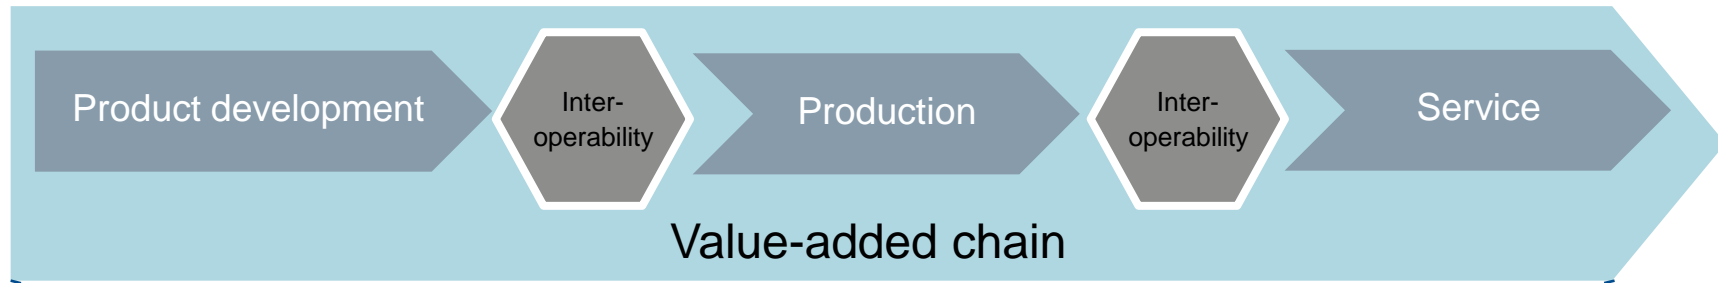 Product development
Inter-
operability
Production
Inter-
operability
Service
Value-added chain